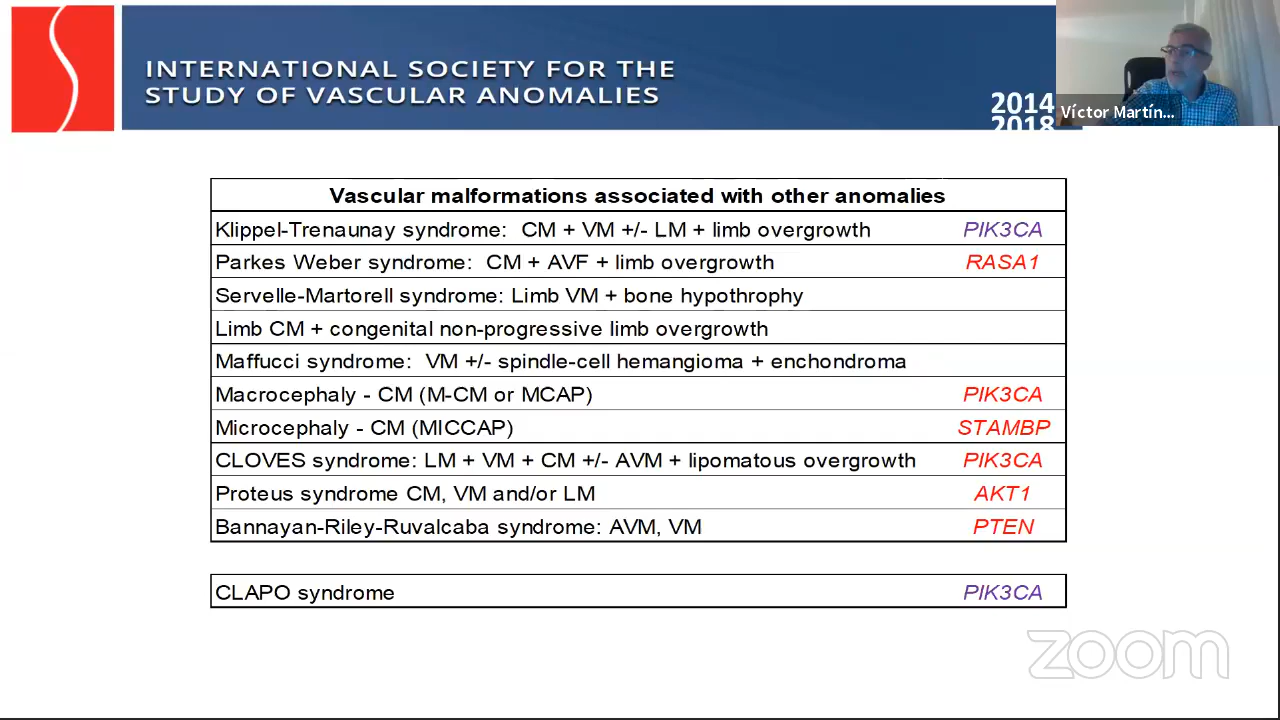 INTERNATIONAL SOCIETY FOR THE
STUDY OF VASCULAR ANOMALIES
2014
2018
Víctor Martín...
Vascular malformations associated with other anomalies
Klippel-Trenaunay syndrome: CM + VM +/- LM + limb overgrowth PIK3CA
Parkes Weber syndrome: CM + AVF + limb overgrowth RASA1
Servelle-Martorell syndrome: Limb VM + bone hypothrophy
Limb CM + congenital non-progressive limb overgrowth
Maffucci syndrome: VM +/- spindle-cell hemangioma + enchondroma
Macrocephaly - CM (M-CM or MCAP) PIK3CA
Microcephaly - CM (MICCAP) STAMBP
CLOVES syndrome: LM + VM + CM +/- AVM + lipomatous overgrowth PIK3CA
Proteus syndrome CM, VM and/or LM AKT1
Bannayan-Riley-Ruvalcaba syndrome: AVM, VM PTEN
CLAPO syndrome PIK3CA
zoom